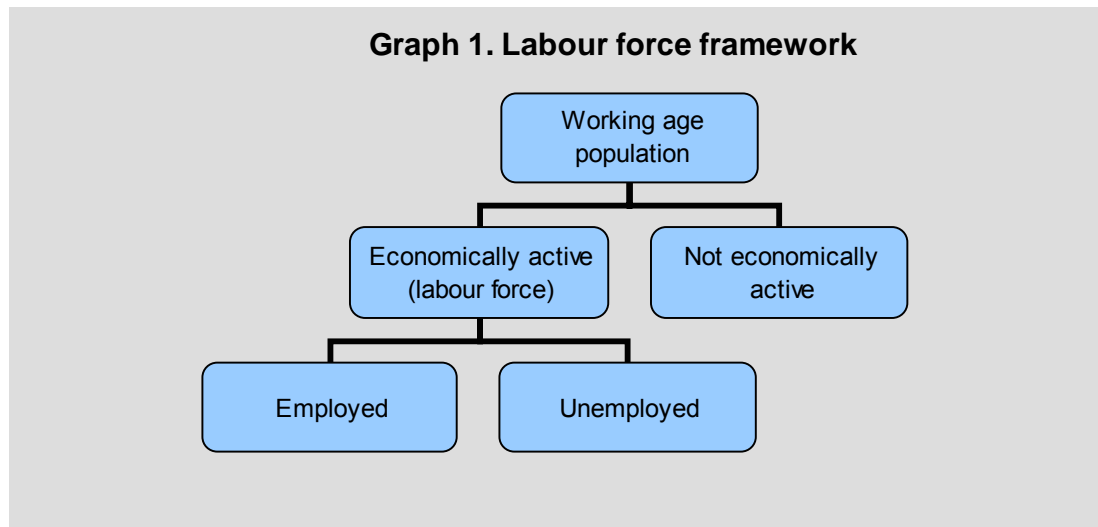 Graph 1. Labour force framework
Working age
population
Economically active
(labour force)
Not economically
active
Employed
Unemployed